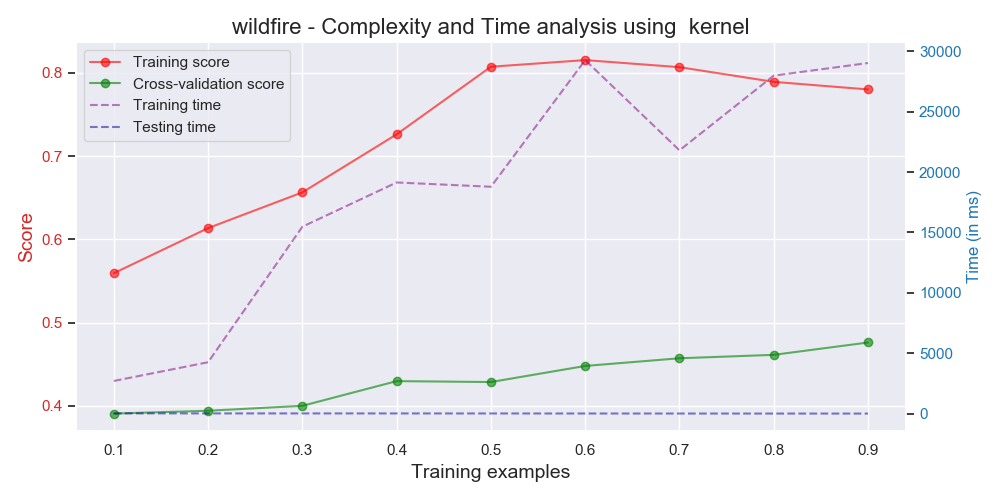 wildfire - Complexity and Time analysis using  kernel
Training score
Cross-validation score
Training time
Testing time
Score
0.8
0.7
0.6
0.5
0.4
30000
25000
20000
15000
10000
5000
0
Time (in ms)
0.1 0.2 0.3 0.4 0.5 0.6 0.7 0.8 0.9
Training examples